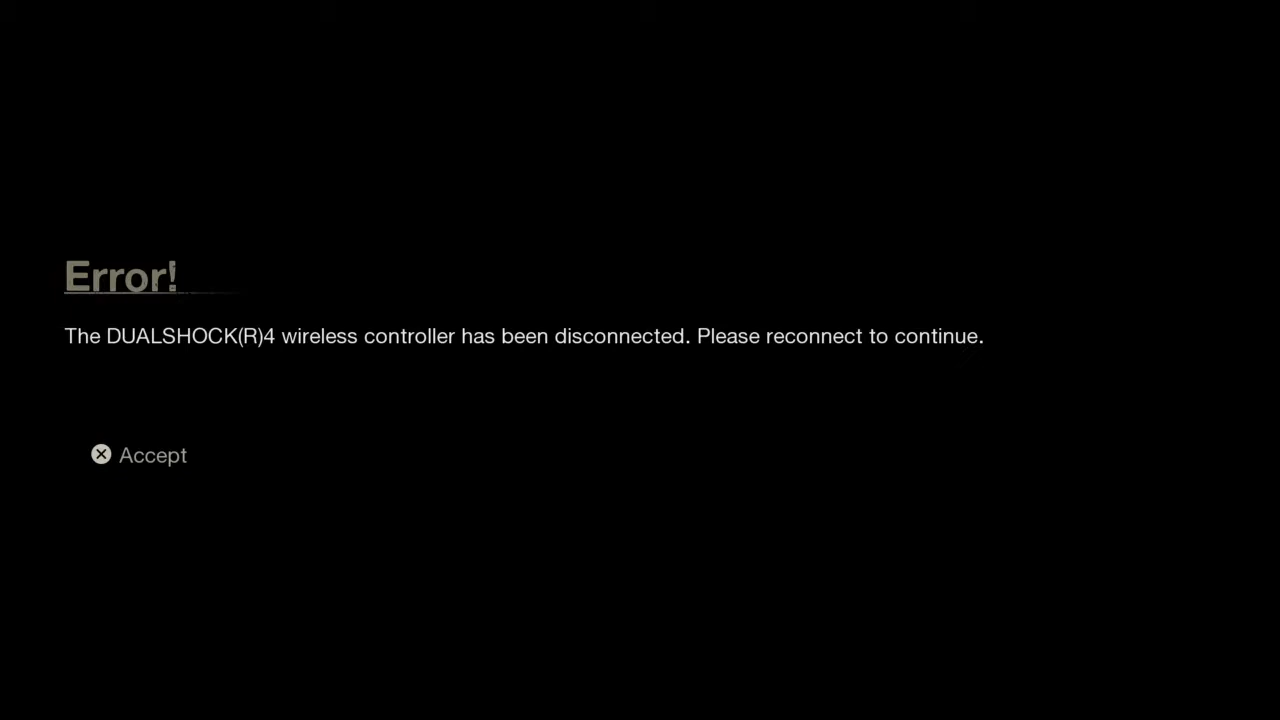 Error!
The DUALSHOCK(R)4 wireless controller has been disconnected. Please reconnect to continue.
Accept